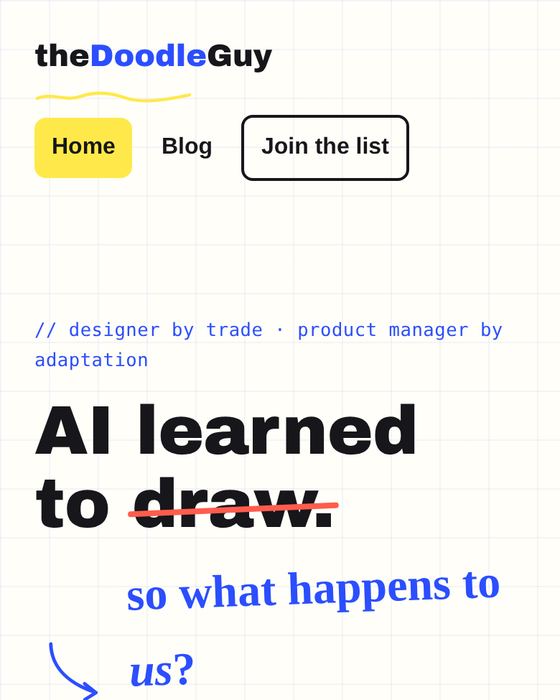 theDoodleGuy
Home Blog Join the list
// designer by trade · product manager by
adaptation
AI learned
to draw.
so what happens to
us?